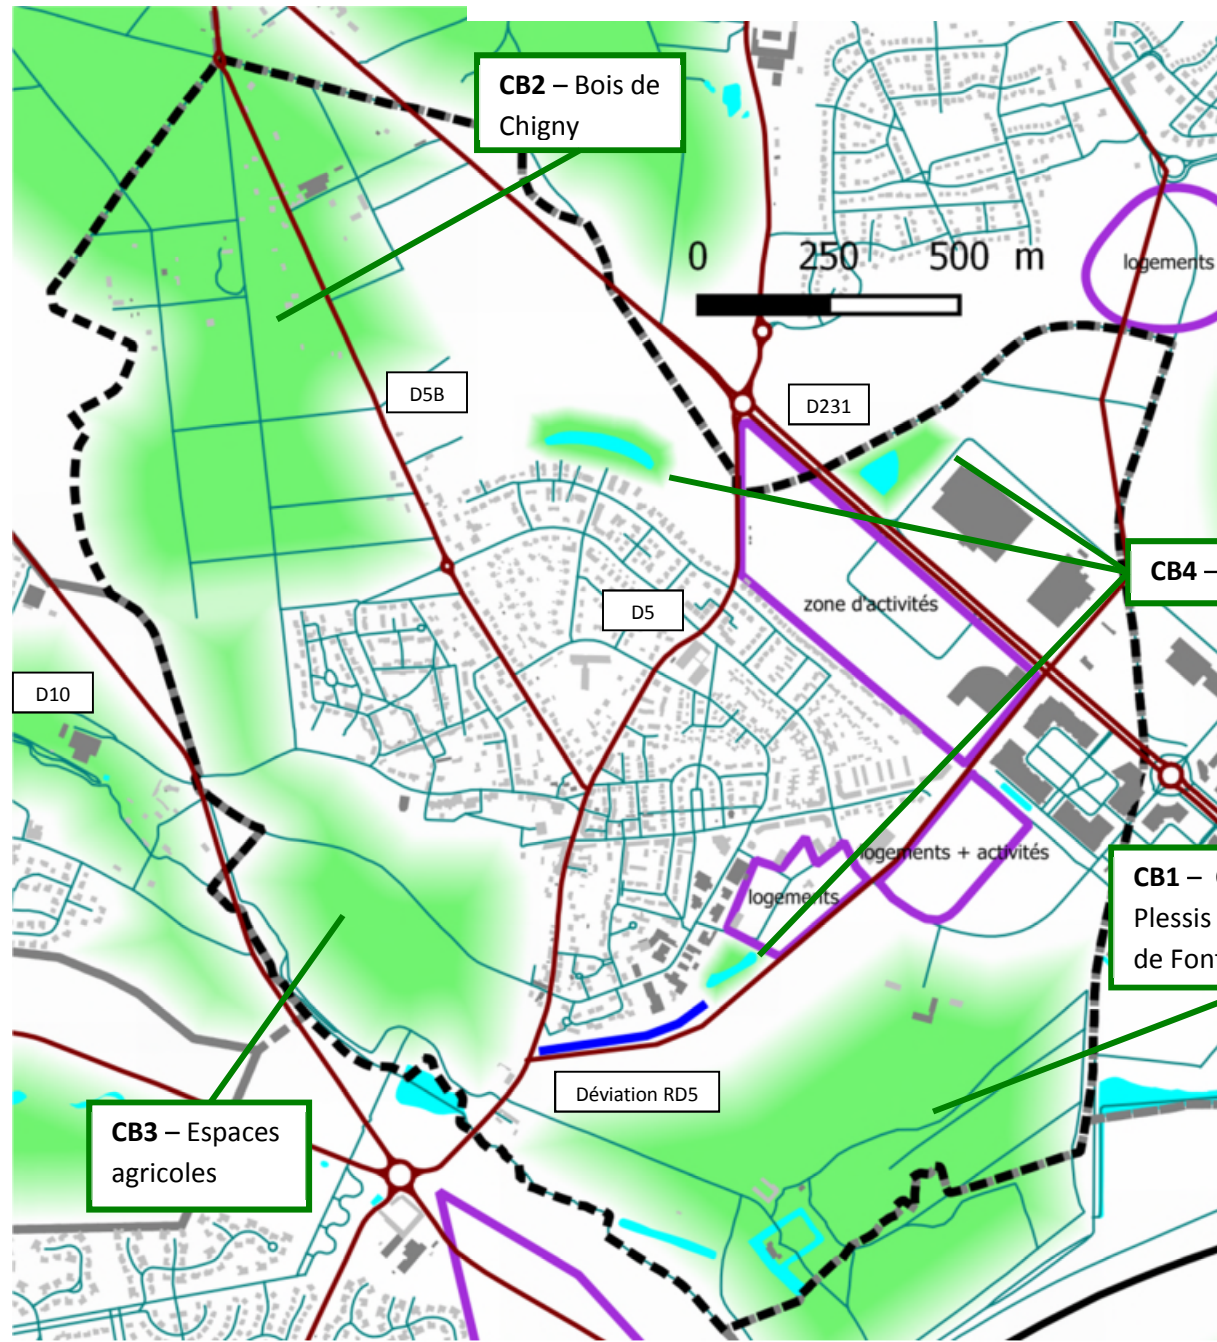 CB2 – Bois de
Chigny
0 250 500 m
logements
D5B
D231
CB4 –
zone d'activités
D5
D10
logements + activités
logements
CB1 –
Plessis
de Font
Déviation RD5
CB3 – Espaces
agricoles